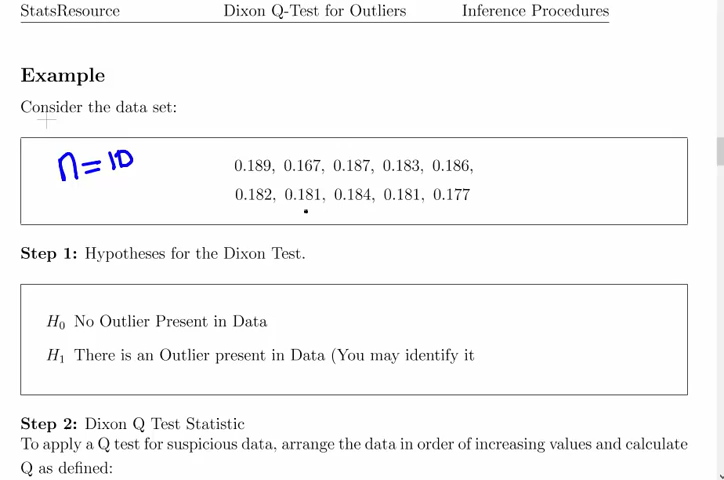 StatsResource Dixon Q-Test for Outliers Inference Procedures
Example
Consider the data set:
n = 10
0.189, 0.167, 0.187, 0.183, 0.186,
0.182, 0.181, 0.184, 0.181, 0.177
Step 1: Hypotheses for the Dixon Test.
H0 No Outlier Present in Data
H1 There is an Outlier present in Data (You may identify it
Step 2: Dixon Q Test Statistic
To apply a Q test for suspicious data, arrange the data in order of increasing values and calculate
Q as defined: